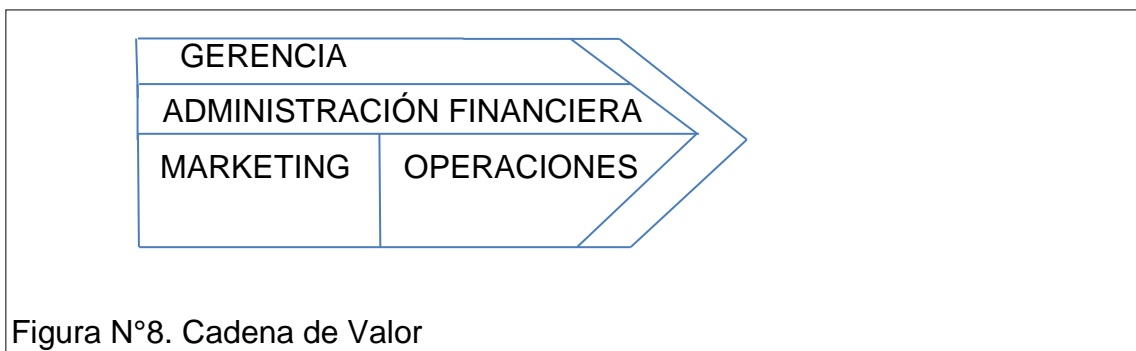 GERENCIA
ADMINISTRACIÓN FINANCIERA
MARKETING
OPERACIONES
Figura N°8. Cadena de Valor